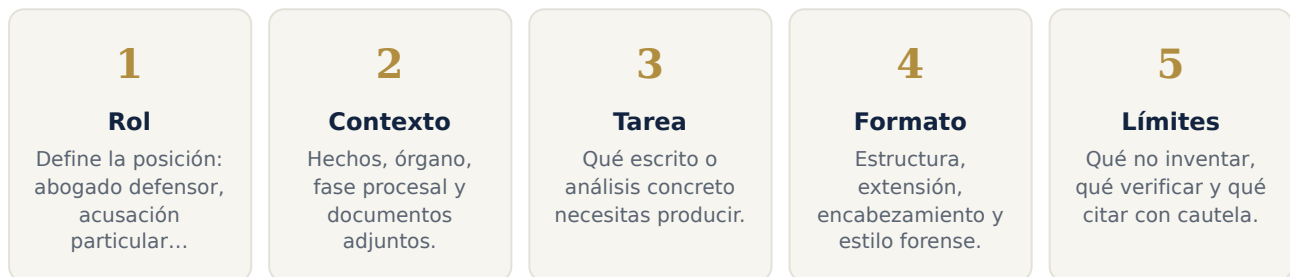 1
Rol
Define la posición:
abogado defensor,
acusación
particular…
2
Contexto
Hechos, órgano,
fase procesal y
documentos
adjuntos.
3
Tarea
Qué escrito o
análisis concreto
necesitas producir.
4
Formato
Estructura,
extensión,
encabezamiento y
estilo forense.
5
Límites
Qué no inventar,
qué verificar y qué
citar con cautela.